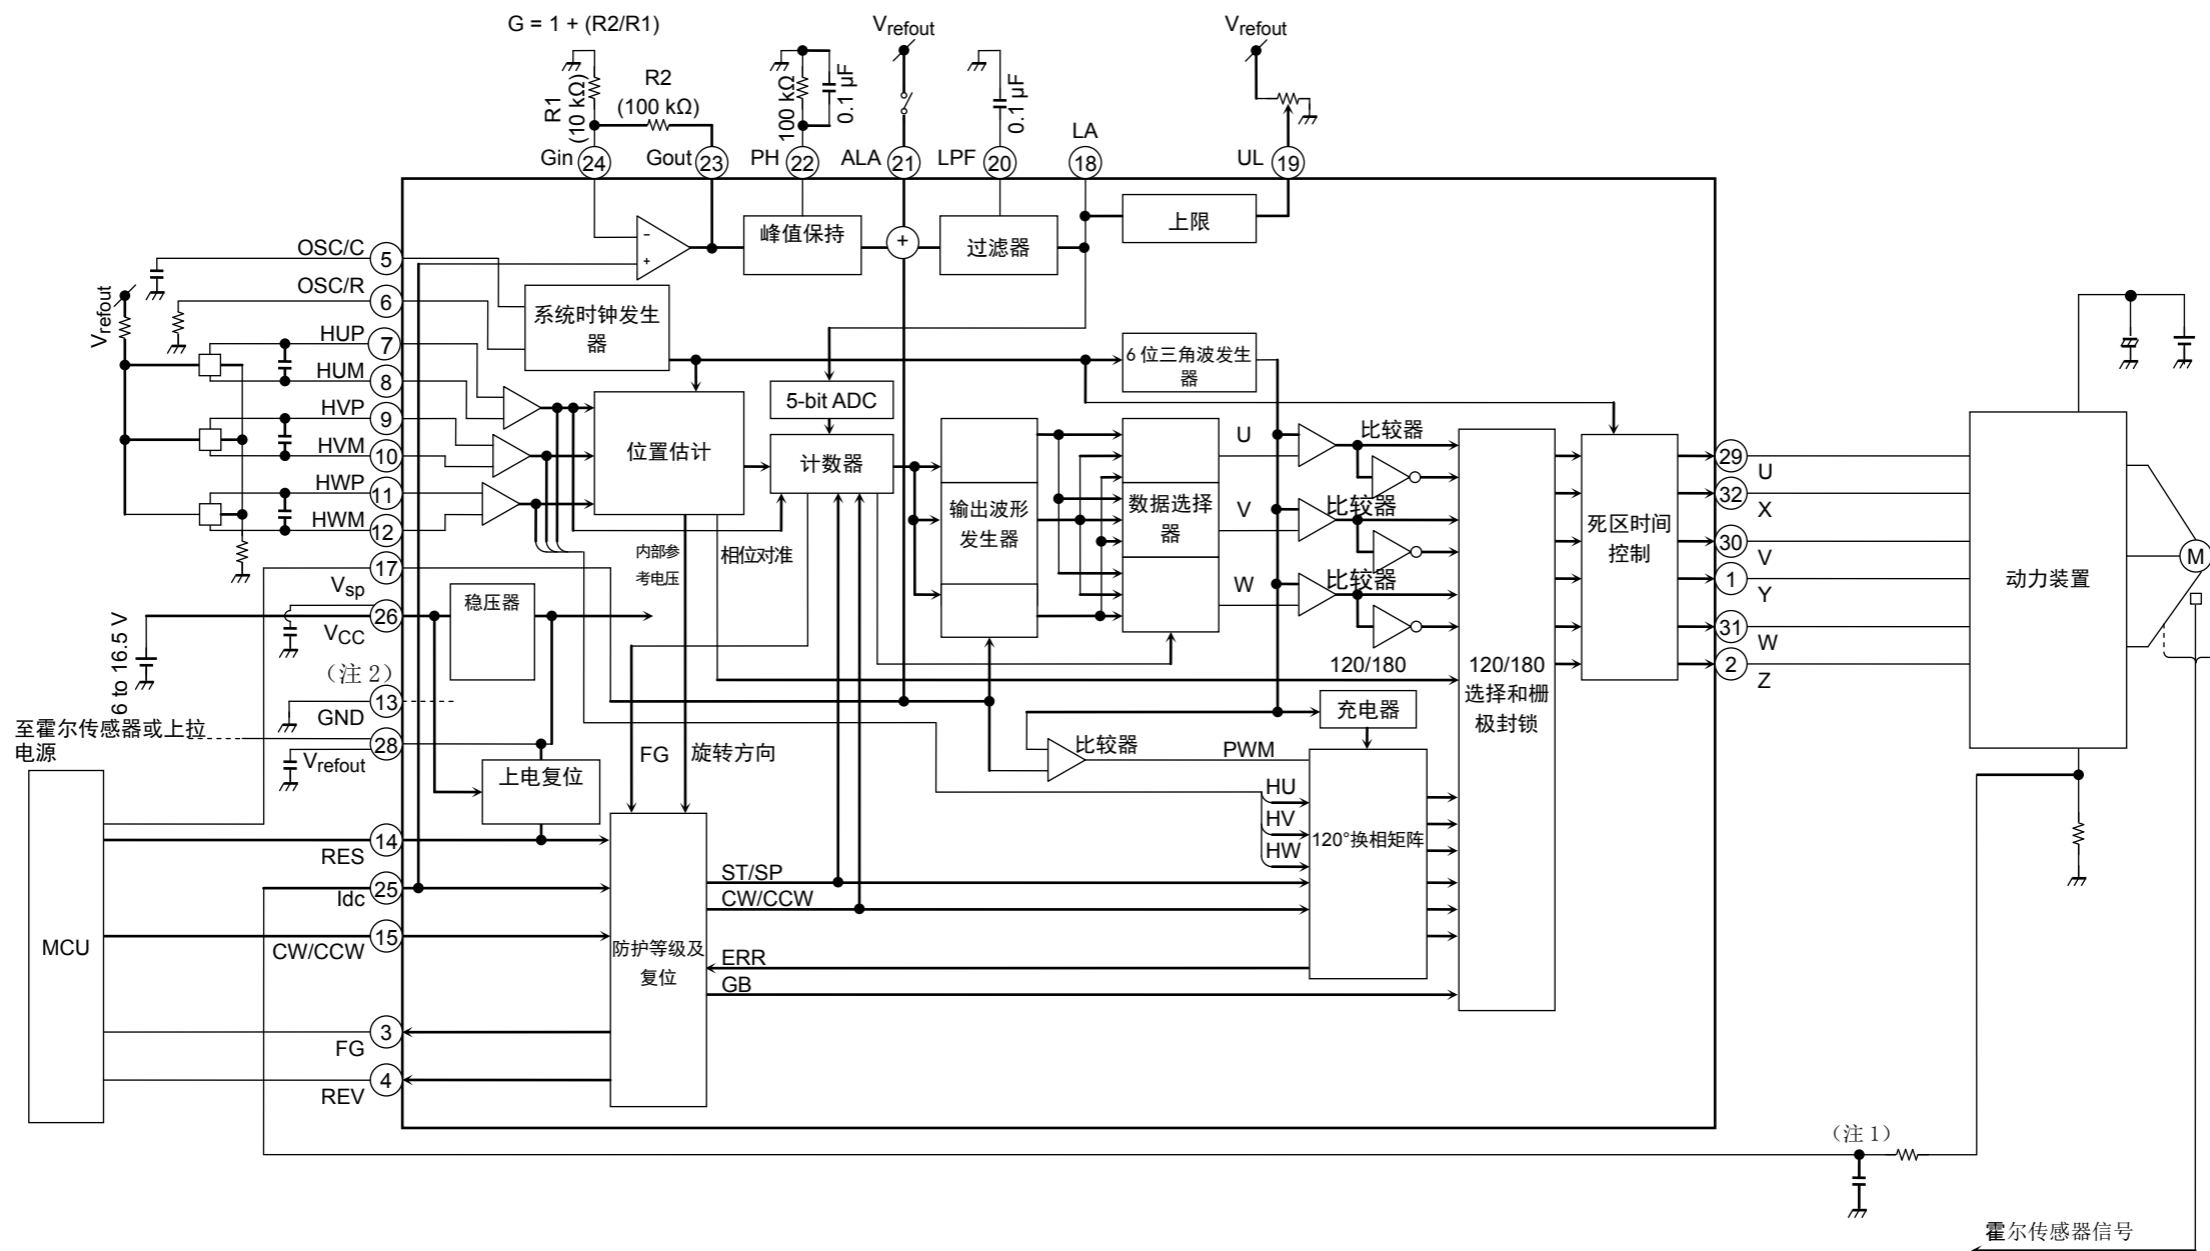 G = 1 + (R2/R1)
Vrefout
Vrefout
R1
(10 kΩ)
R2
(100 kΩ)
100 kΩ
0.1 µF
0.1 µF
LA
Gin
24
Gout
23
PH
22
ALA
21
LPF
20
18
UL
19
−
+
峰值保持
+
过滤器
上限
OSC/C
5
OSC/R
6
Vrefout
HUP
7
HUM
8
HVP
9
HVM
10
HWP
11
HWM
12
17
Vsp
26
VCC
6 to 16.5 V
(注 2)
13
GND
至霍尔传感器或上拉
电源
28
Vrefout
MCU
14
RES
25
Idc
15
CW/CCW
3
FG
4
REV
系统时钟发生
器
6 位三角波发生
器
5-bit ADC
位置估计
计数器
输出波形
发生器
数据选择
器
U
V
W
比较器
比较器
比较器
内部参
考电压
相位对准
稳压器
上电复位
FG
旋转方向
120/180
120/180
选择和栅
极封锁
死区时间
控制
充电器
比较器
PWM
HU
HV
HW
120°换相矩阵
ST/SP
CW/CCW
防护等级及
复位
ERR
GB
29
U
32
X
30
V
1
Y
31
W
2
Z
动力装置
M
(注 1)
霍尔传感器信号